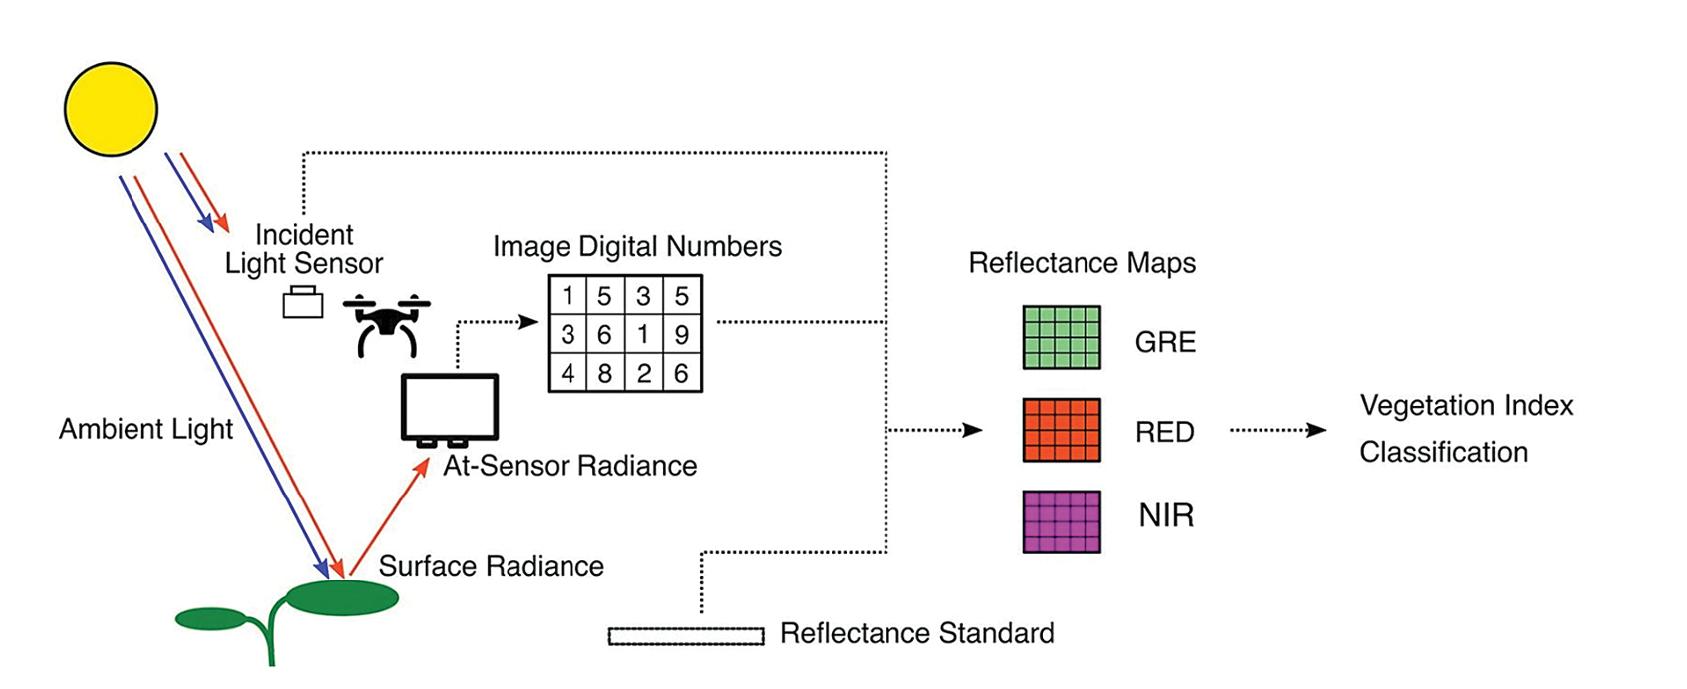 Incident
Light Sensor
Image Digital Numbers
1 5 3 5
3 6 1 9
4 8 2 6
Reflectance Maps
GRE
RED
NIR
Vegetation Index
Classification
Ambient Light
At-Sensor Radiance
Surface Radiance
Reflectance Standard